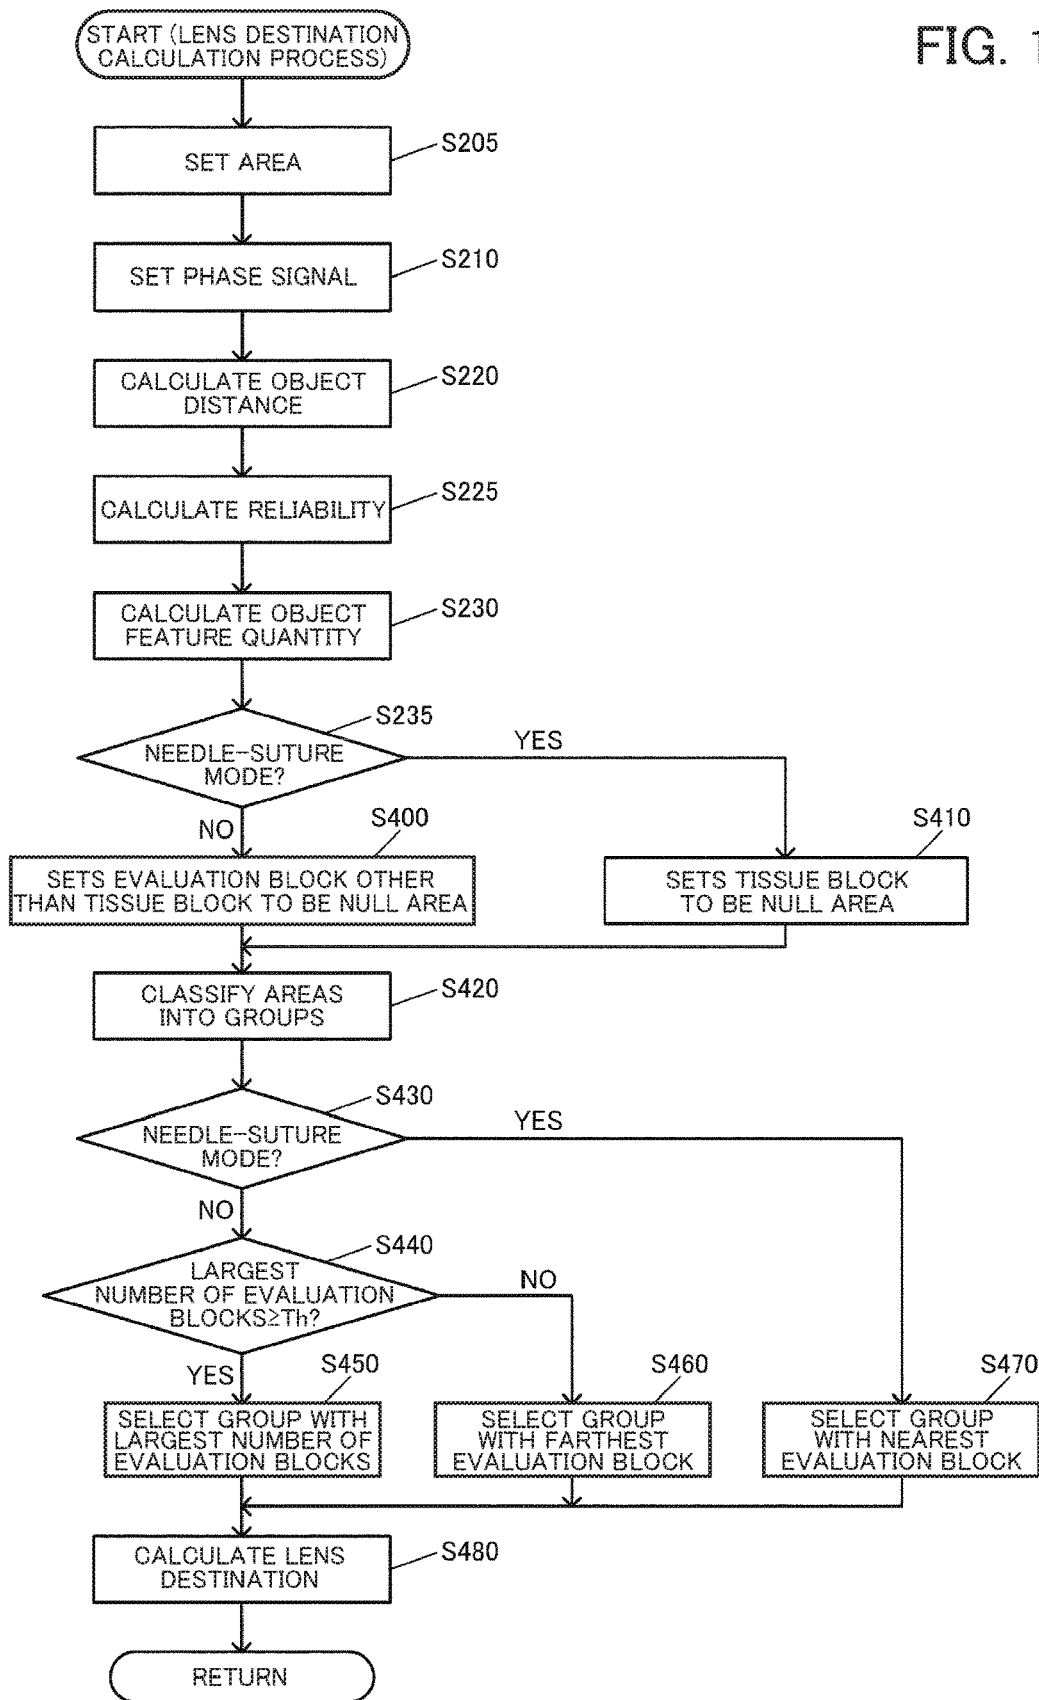 FIG. 1
START (LENS DESTINATION
CALCULATION PROCESS)
S205
SET AREA
S210
SET PHASE SIGNAL
S220
CALCULATE OBJECT
DISTANCE
S225
CALCULATE RELIABILITY
S230
CALCULATE OBJECT
FEATURE QUANTITY
S235
NEEDLE-SUTURE
MODE?
YES
NO
S400
SETS EVALUATION BLOCK OTHER
THAN TISSUE BLOCK TO BE NULL AREA
S410
SETS TISSUE BLOCK
TO BE NULL AREA
S420
CLASSIFY AREAS
INTO GROUPS
S430
NEEDLE-SUTURE
MODE?
YES
NO
S440
LARGEST
NUMBER OF EVALUATION
BLOCKS≥Th?
NO
YES
S450
SELECT GROUP WITH
LARGEST NUMBER OF
EVALUATION BLOCKS
S460
SELECT GROUP
WITH FARTHEST
EVALUATION BLOCK
S470
SELECT GROUP
WITH NEAREST
EVALUATION BLOCK
S480
CALCULATE LENS
DESTINATION
RETURN